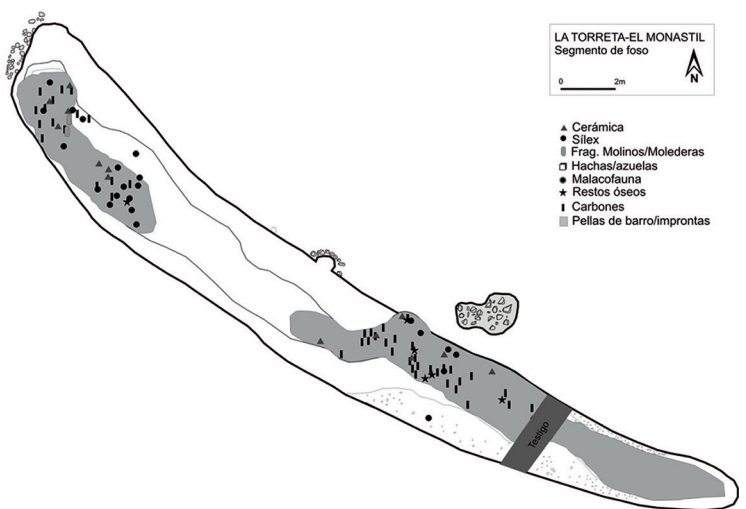 LA TORRETA-EL MONASTIL
Segmento de foso
0 2m
N
Cerámica
Sílex
Frag. Molinos/Molederas
Hachas/azuelas
Malacofauna
Restos óseos
Carbones
Pellas de barro/improntas
Testigo